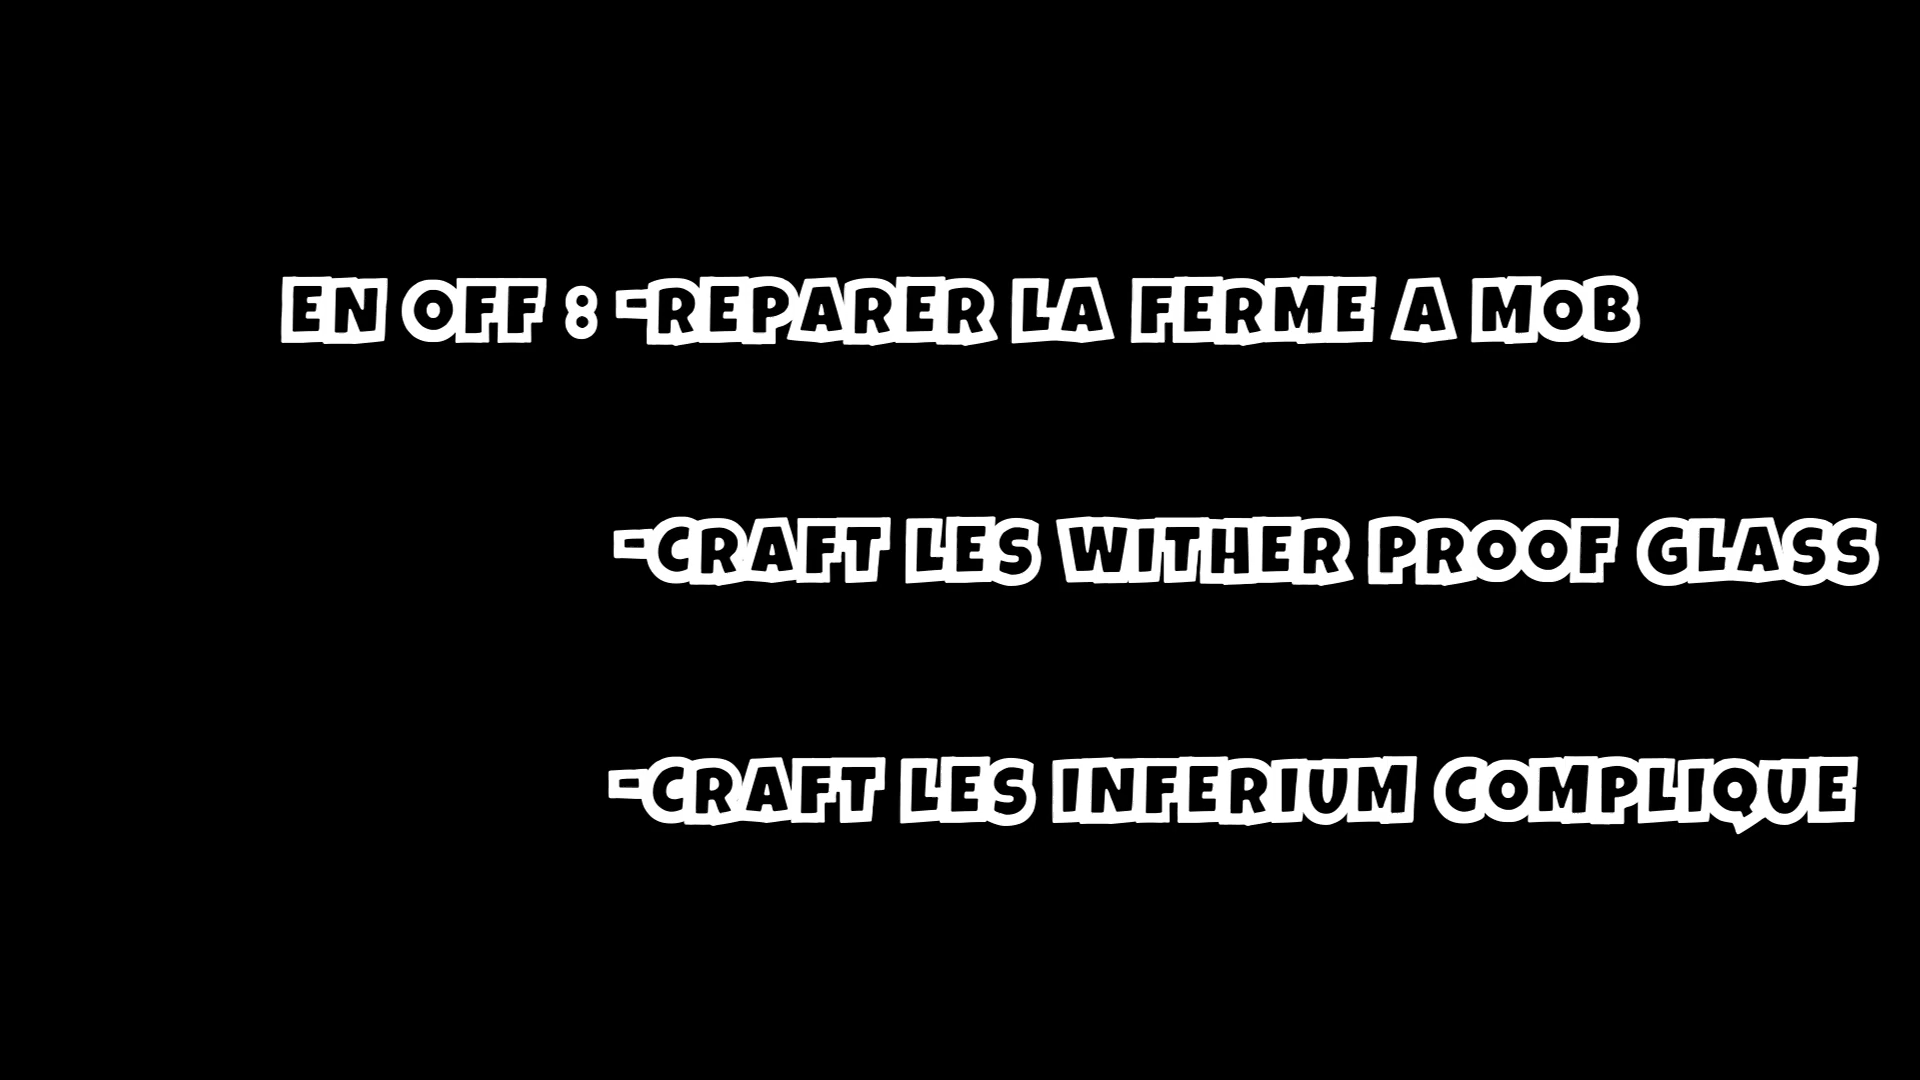 EN OFF : -REPARER LA FERME A MOB
-CRAFT LES WITHER PROOF GLASS
-CRAFT LES INFERIUM COMPLIQUE